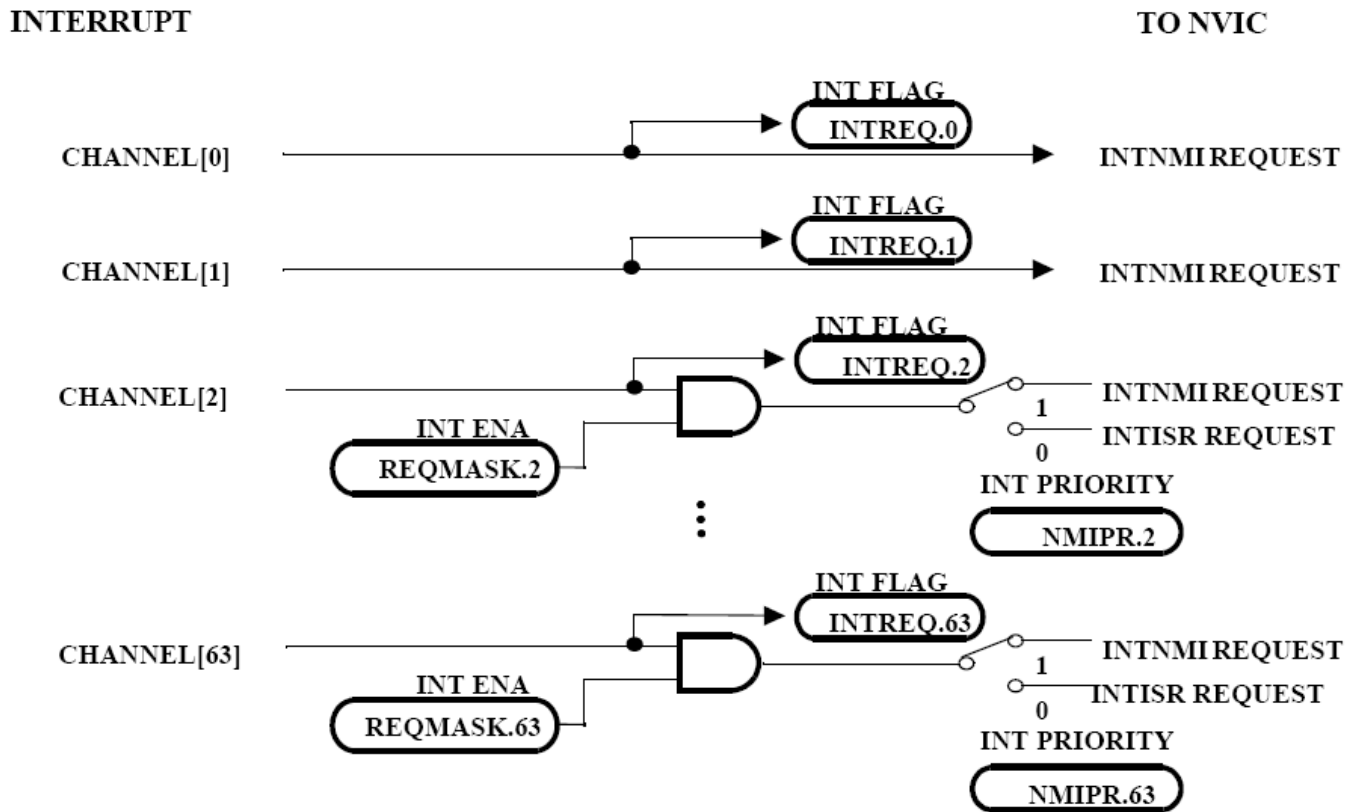 INTERRUPT
TO NVIC
INT FLAG
INTREQ.0
CHANNEL[0]
INTNMI REQUEST
INT FLAG
INTREQ.1
CHANNEL[1]
INTNMI REQUEST
INT FLAG
INTREQ.2
CHANNEL[2]
INTNMI REQUEST
1
INT ENA
INTISR REQUEST
0
REQMASK.2
INT PRIORITY
NMIPR.2
INT FLAG
INTREQ.63
CHANNEL[63]
INTNMI REQUEST
1
INT ENA
INTISR REQUEST
0
REQMASK.63
INT PRIORITY
NMIPR.63